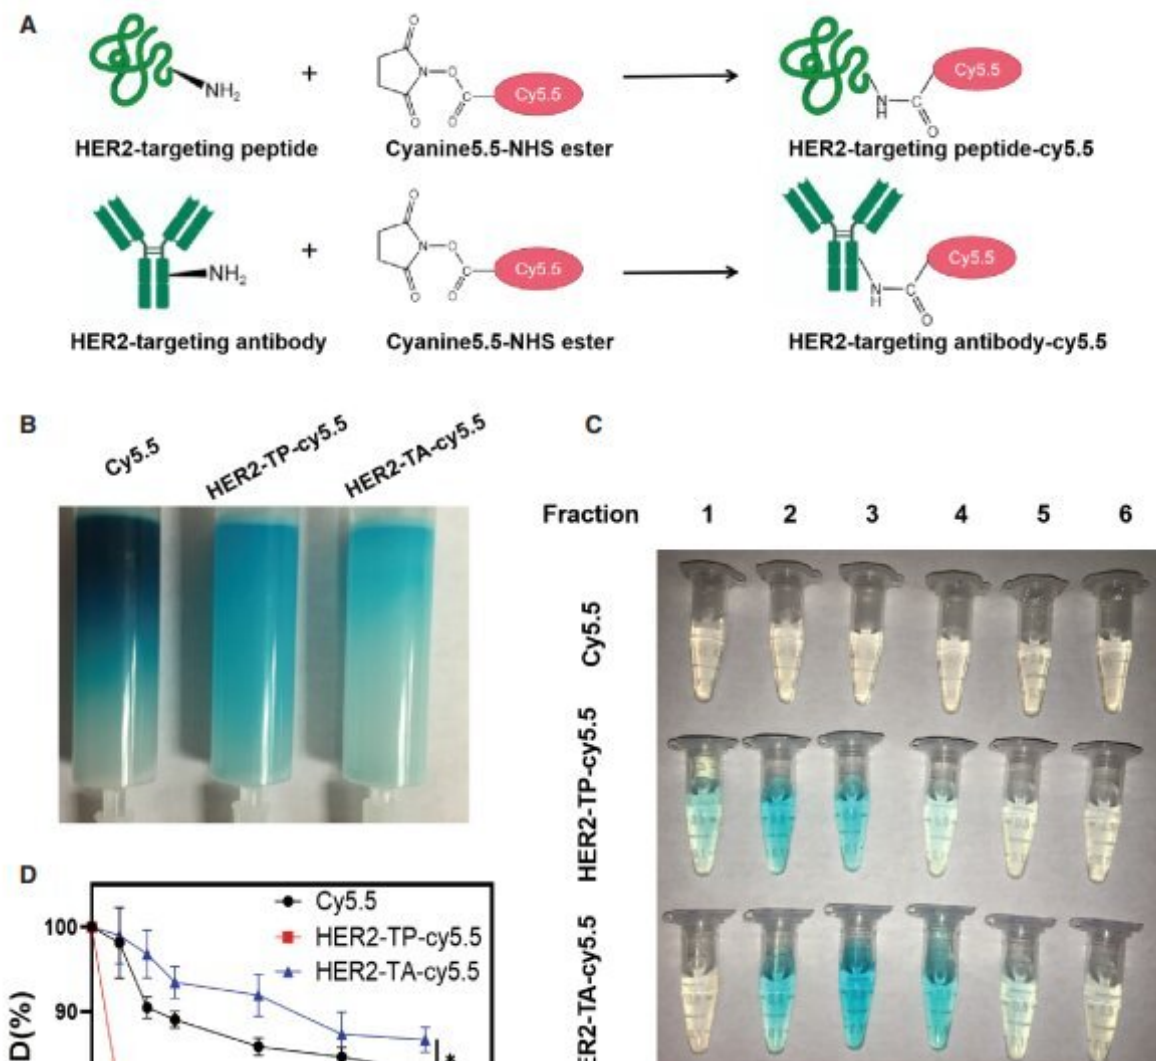 A
NH2
+
O
N
O
O
C
O
Cy5.5
NH
C
O
Cy5.5
HER2-targeting peptide
Cyanine5.5-NHS ester
HER2-targeting peptide-cy5.5
NH2
+
O
N
O
O
C
O
Cy5.5
N
H
C
O
Cy5.5
HER2-targeting antibody
Cyanine5.5-NHS ester
HER2-targeting antibody-cy5.5
B
Cy5.5
HER2-TP-cy5.5
HER2-TA-cy5.5
C
Fraction 1 2 3 4 5 6
Cy5.5
HER2-TP-cy5.5
ER2-TA-cy5.5
D
Cy5.5
HER2-TP-cy5.5
HER2-TA-cy5.5
100
90
D(%)
*